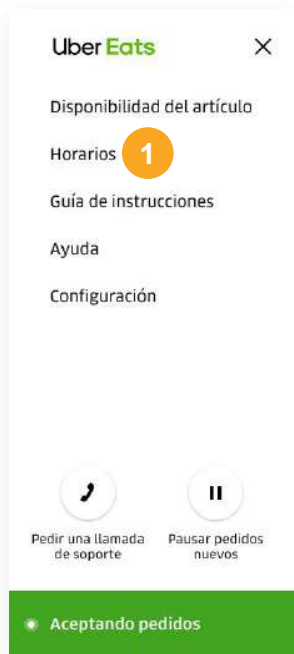 Uber Eats
Disponibilidad del artículo
Horarios 1
Guía de instrucciones
Ayuda
Configuración
Pedir una llamada
de soporte
Pausar pedidos
nuevos
Aceptando pedidos